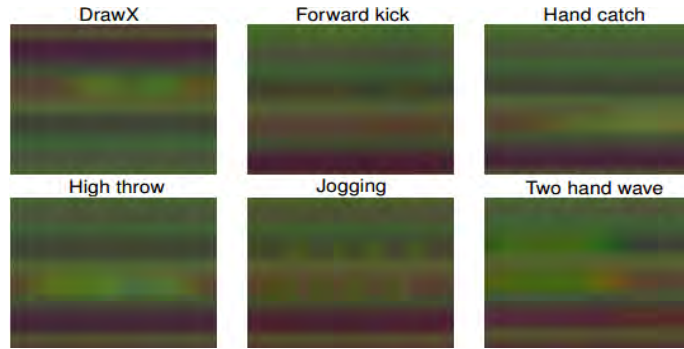 DrawX
Forward kick
Hand catch
High throw
Jogging
Two hand wave